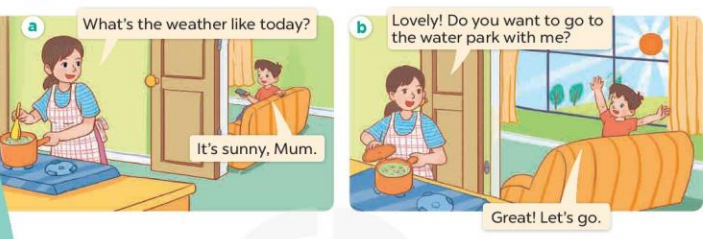 a
What's the weather like today?
It's sunny, Mum.
b
Lovely! Do you want to go to
the water park with me?
Great! Let's go.